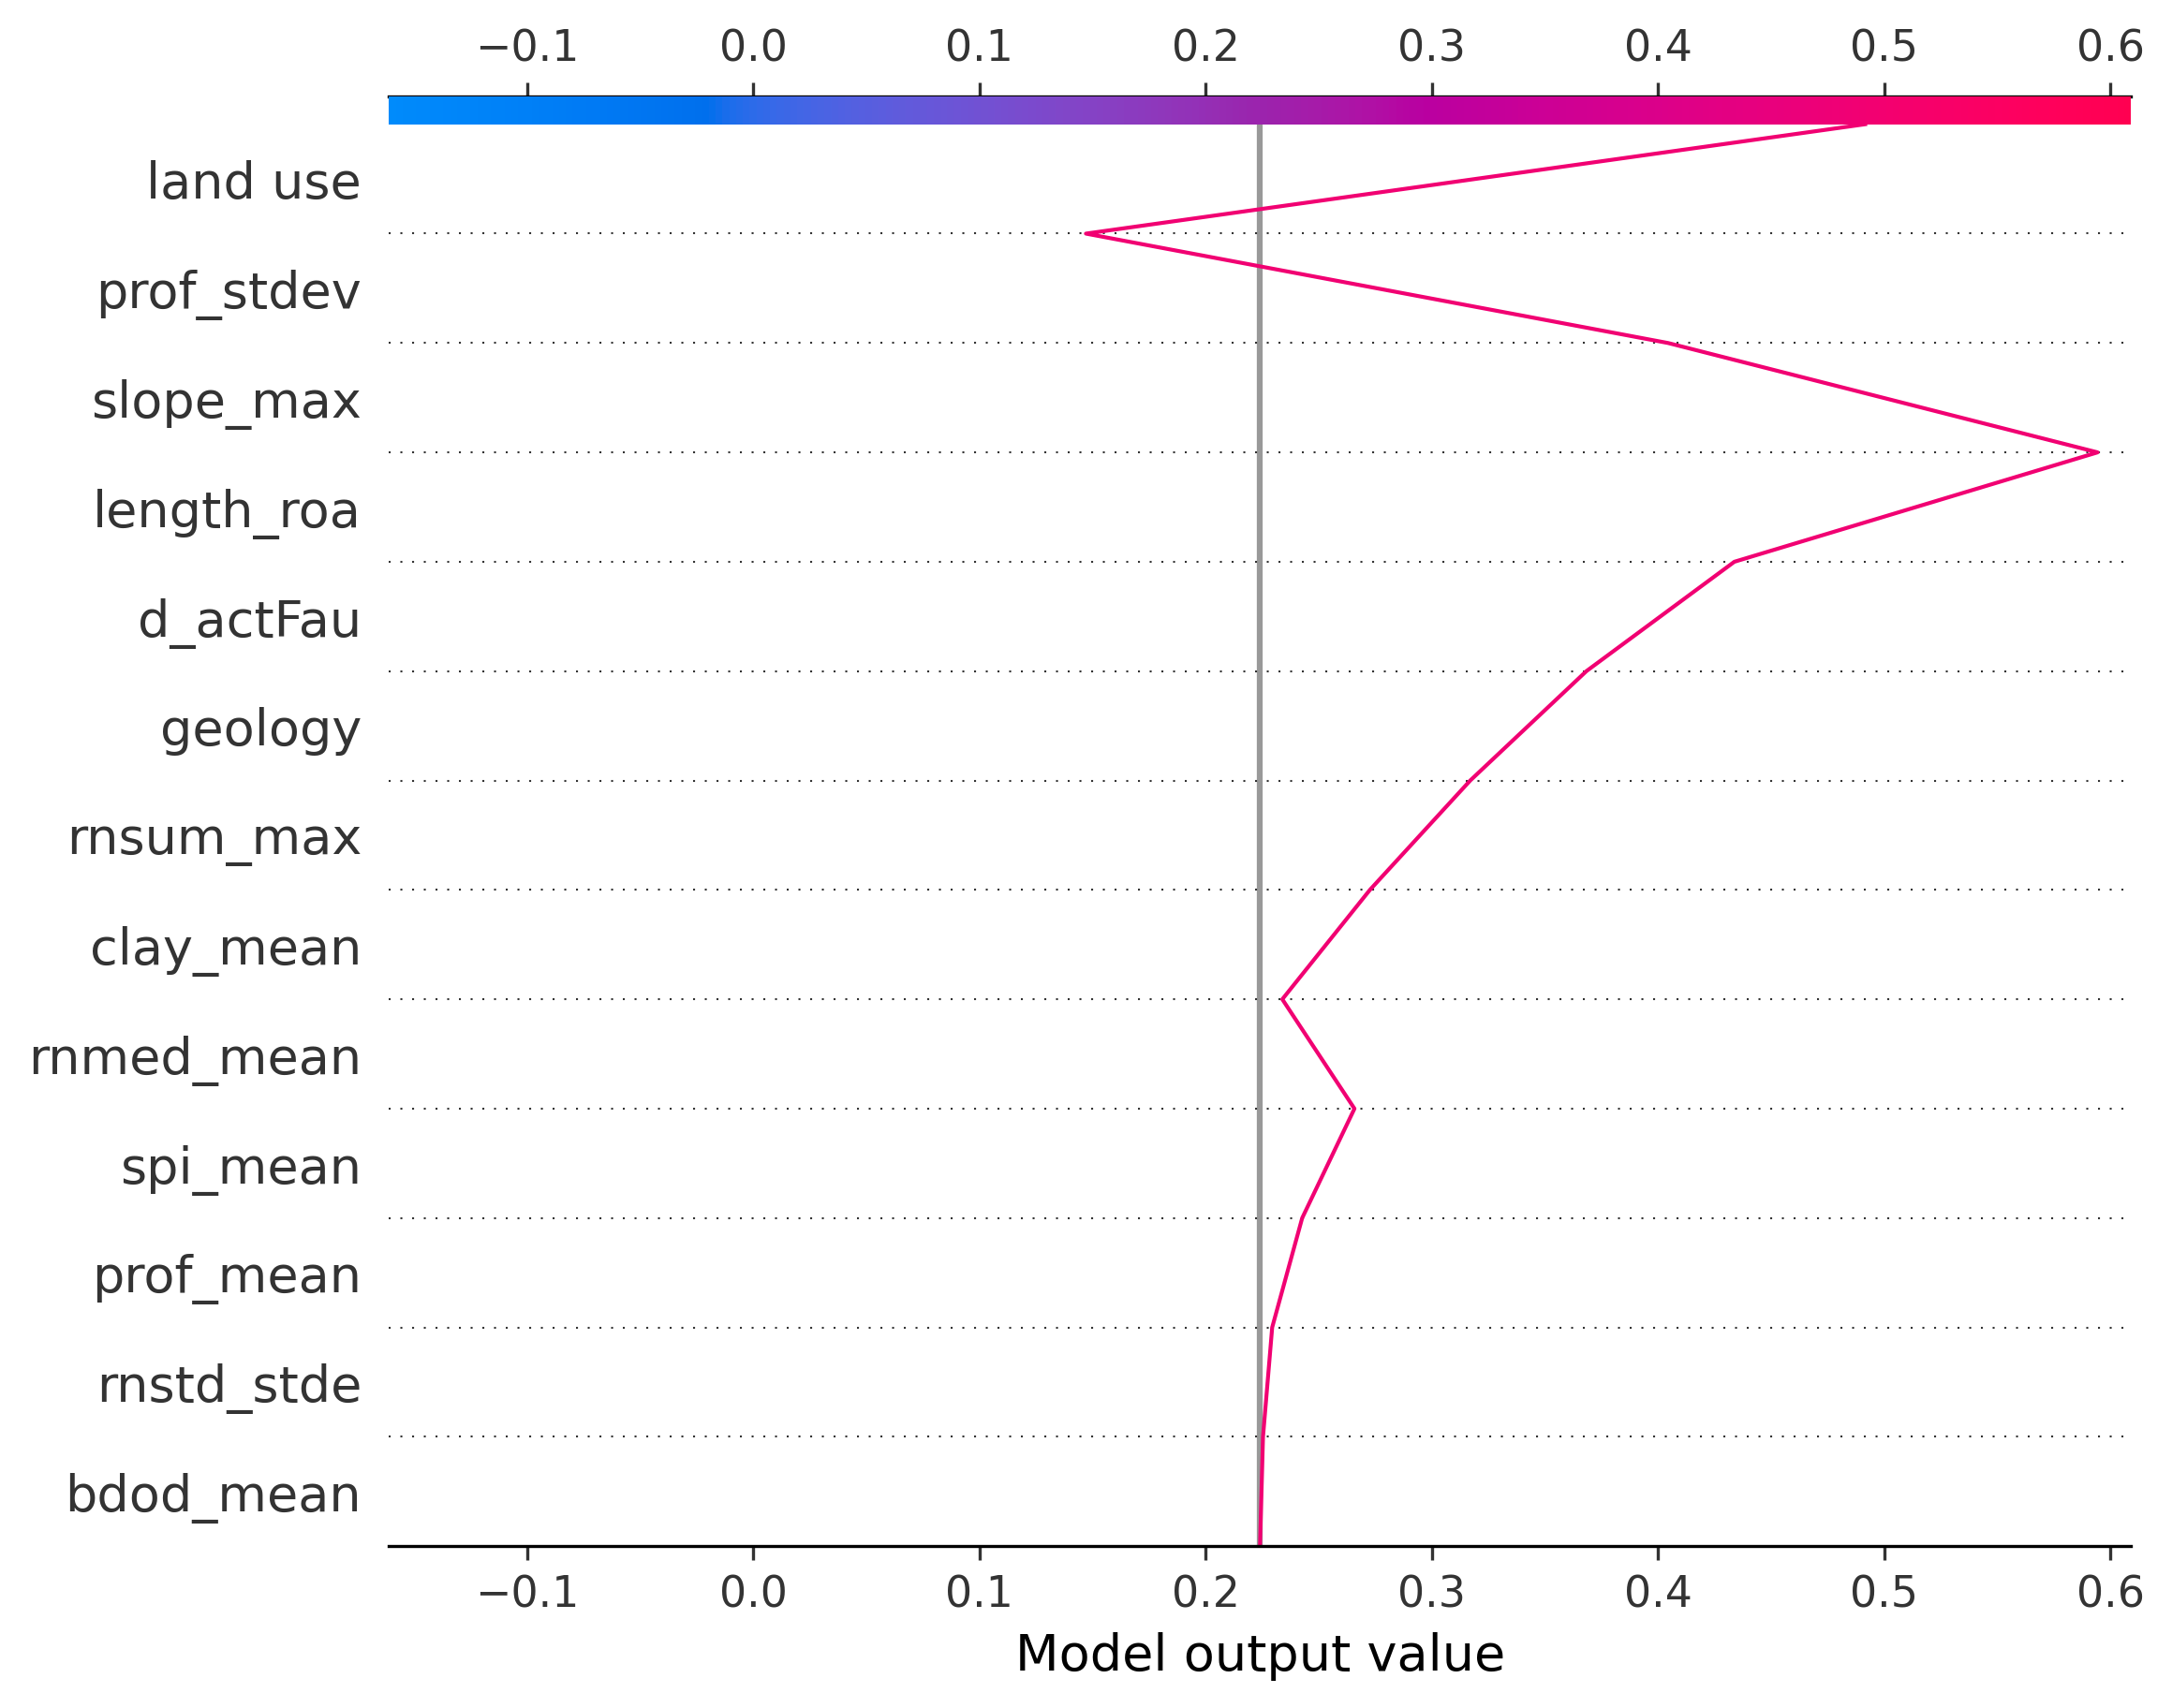 −0.1 0.0 0.1 0.2 0.3 0.4 0.5 0.6
land use
prof_stdev
slope_max
length_roa
d_actFau
geology
rnsum_max
clay_mean
rnmed_mean
spi_mean
prof_mean
rnstd_stde
bdod_mean
−0.1 0.0 0.1 0.2 0.3 0.4 0.5 0.6
Model output value